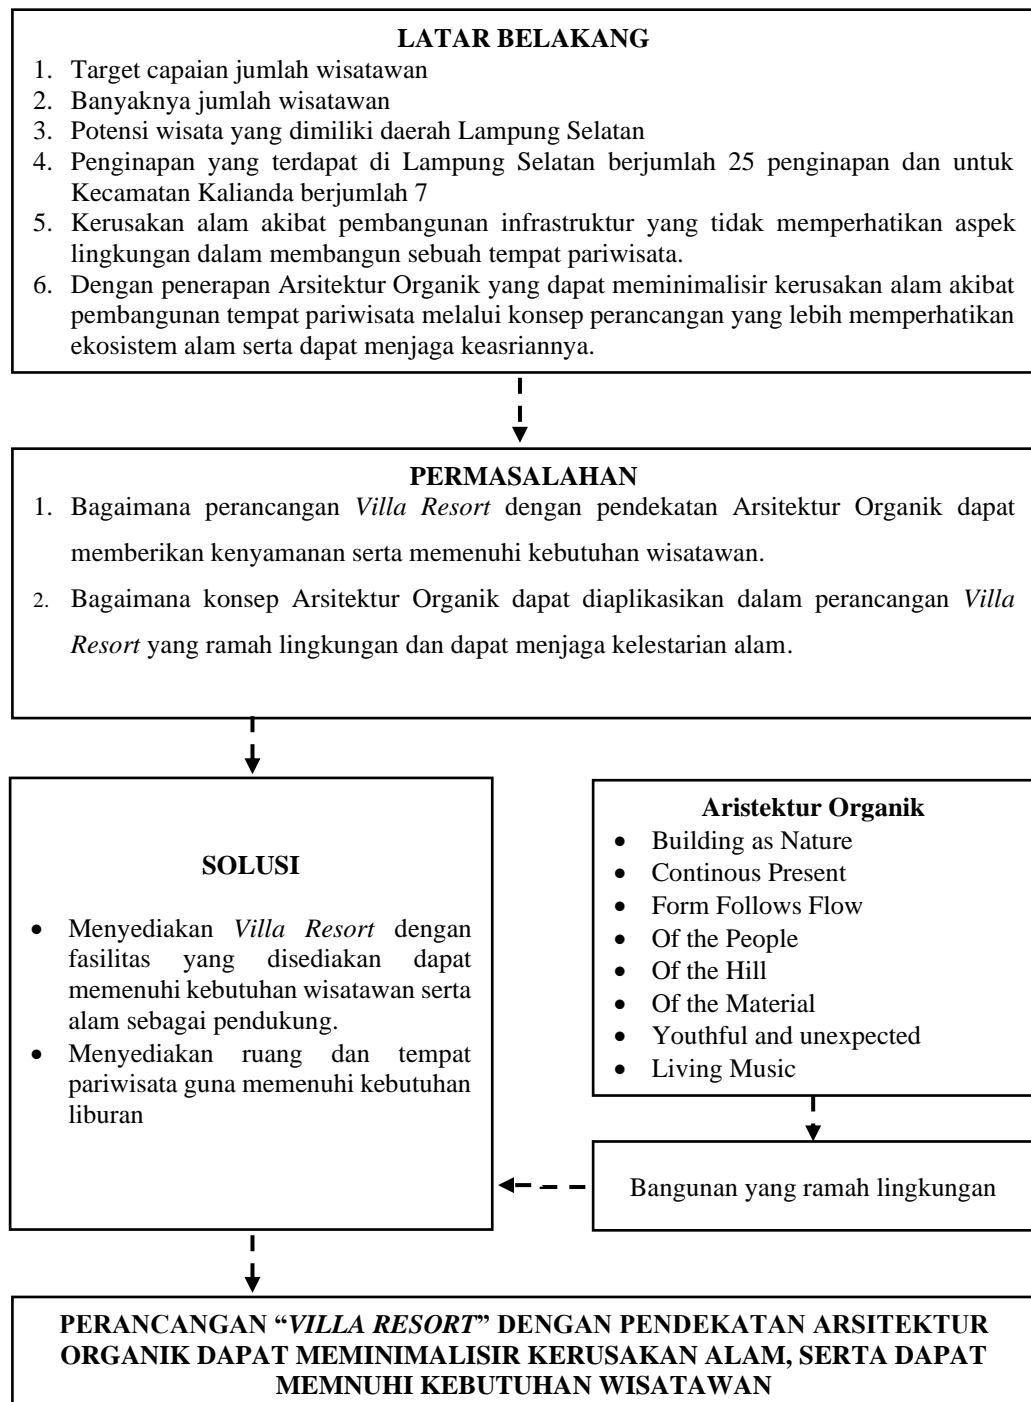 LATAR BELAKANG
1. Target capaian jumlah wisatawan
2. Banyaknya jumlah wisatawan
3. Potensi wisata yang dimiliki daerah Lampung Selatan
4. Penginapan yang terdapat di Lampung Selatan berjumlah 25 penginapan dan untuk
Kecamatan Kalianda berjumlah 7
5. Kerusakan alam akibat pembangunan infrastruktur yang tidak memperhatikan aspek
lingkungan dalam membangun sebuah tempat pariwisata.
6. Dengan penerapan Arsitektur Organik yang dapat meminimalisir kerusakan alam akibat
pembangunan tempat pariwisata melalui konsep perancangan yang lebih memperhatikan
ekosistem alam serta dapat menjaga keasriannya.
PERMASALAHAN
1. Bagaimana perancangan Villa Resort dengan pendekatan Arsitektur Organik dapat
memberikan kenyamanan serta memenuhi kebutuhan wisatawan.
2. Bagaimana konsep Arsitektur Organik dapat diaplikasikan dalam perancangan Villa
Resort yang ramah lingkungan dan dapat menjaga kelestarian alam.
SOLUSI
• Menyediakan Villa Resort dengan
fasilitas yang disediakan dapat
memenuhi kebutuhan wisatawan serta
alam sebagai pendukung.
• Menyediakan ruang dan tempat
pariwisata guna memenuhi kebutuhan
liburan
Aristektur Organik
• Building as Nature
• Continous Present
• Form Follows Flow
• Of the People
• Of the Hill
• Of the Material
• Youthful and unexpected
• Living Music
Bangunan yang ramah lingkungan
PERANCANGAN “VILLA RESORT” DENGAN PENDEKATAN ARSITEKTUR
ORGANIK DAPAT MEMINIMALISIR KERUSAKAN ALAM, SERTA DAPAT
MEMNUHI KEBUTUHAN WISATAWAN